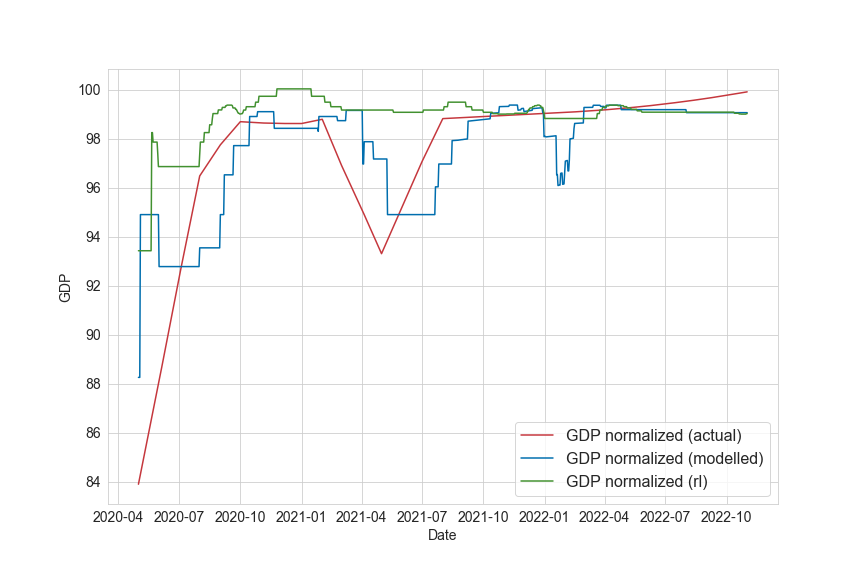 100
98
96
94
92
90
88
86
84
GDP
GDP normalized (actual)
GDP normalized (modelled)
GDP normalized (rl)
2020-04 2020-07 2020-10 2021-01 2021-04 2021-07 2021-10 2022-01 2022-04 2022-07 2022-10
Date